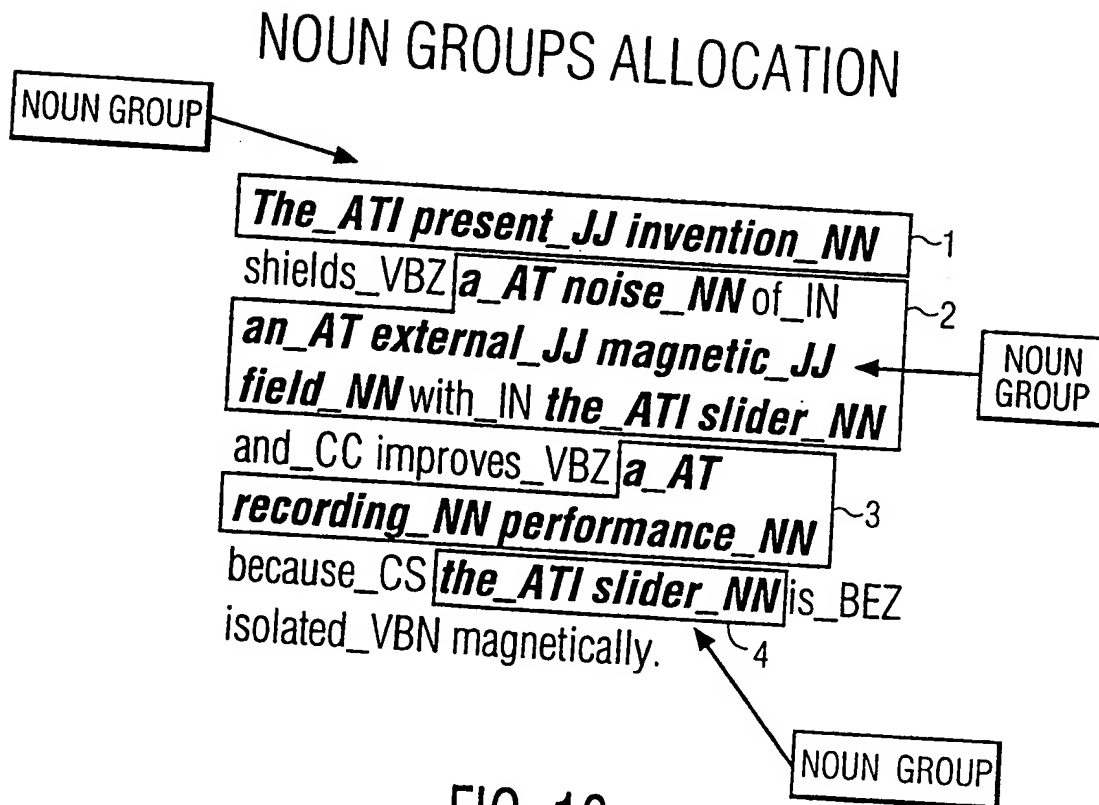 NOUN GROUPS ALLOCATION
NOUN GROUP
The_ATI present_JJ invention_NN
1
shields_VBZ a_AT noise_NN of_IN
2
an_AT external_JJ magnetic_JJ
NOUN
GROUP
field_NN with_IN the_ATI slider_NN
and_CC improves_VBZ a_AT
recording_NN performance_NN
3
because_CS the_ATI slider_NN is_BEZ
isolated_VBN magnetically.
4
NOUN GROUP